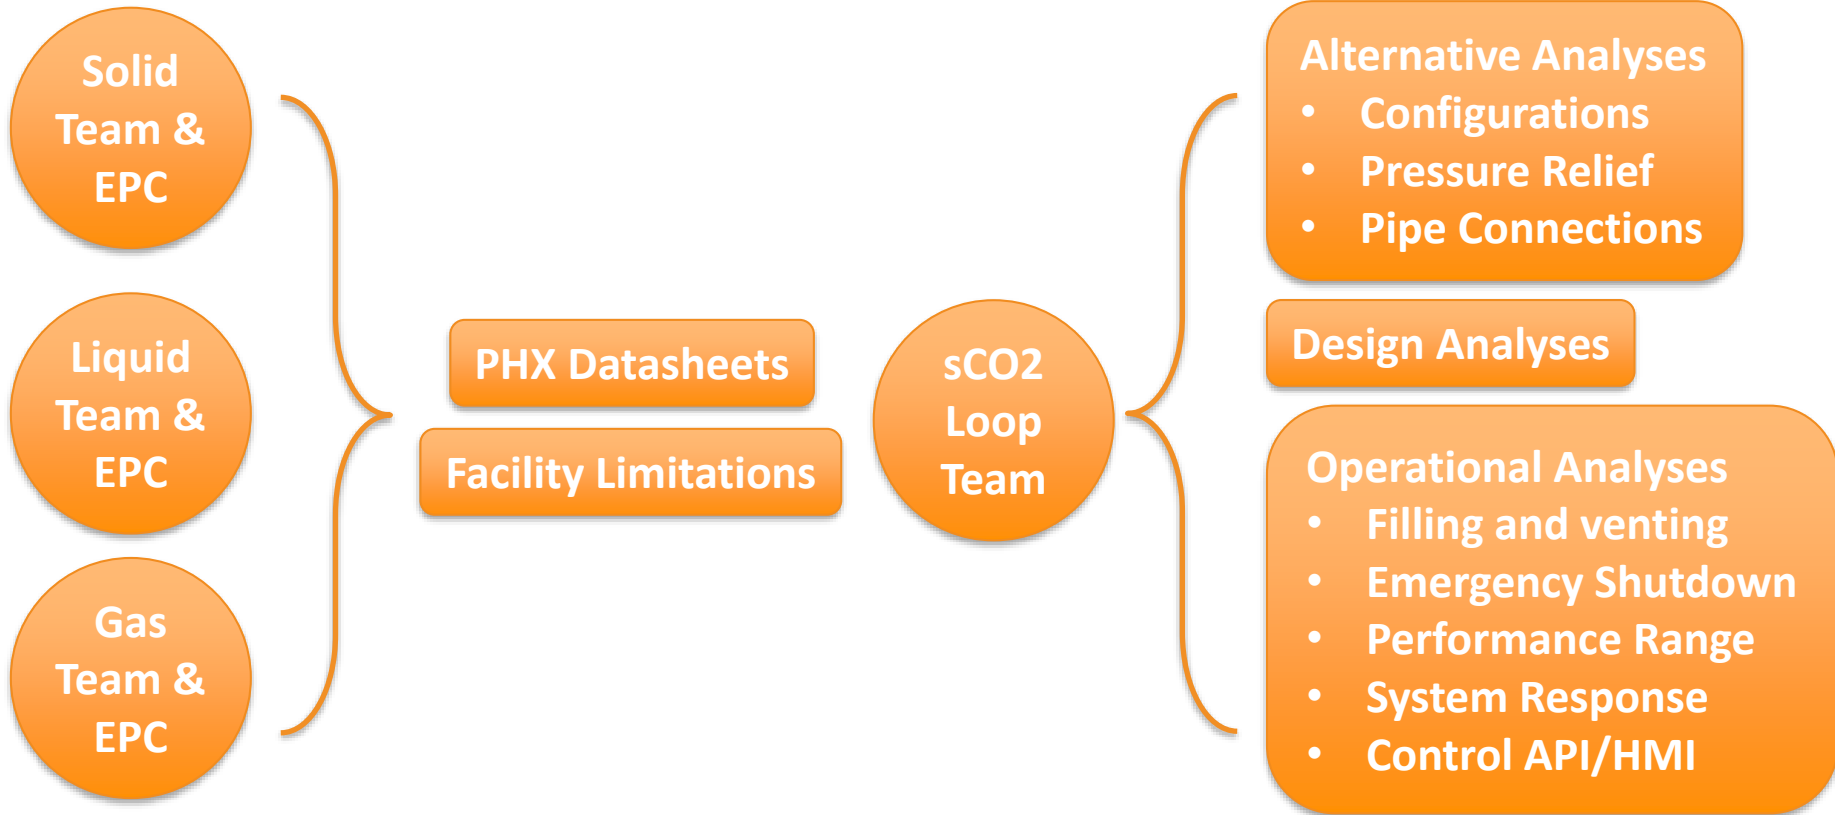 Solid
Team &
EPC
Liquid
Team &
EPC
Gas
Team &
EPC
PHX Datasheets
Facility Limitations
sCO2
Loop
Team
Alternative Analyses
• Configurations
• Pressure Relief
• Pipe Connections
Design Analyses
Operational Analyses
• Filling and venting
• Emergency Shutdown
• Performance Range
• System Response
• Control API/HMI